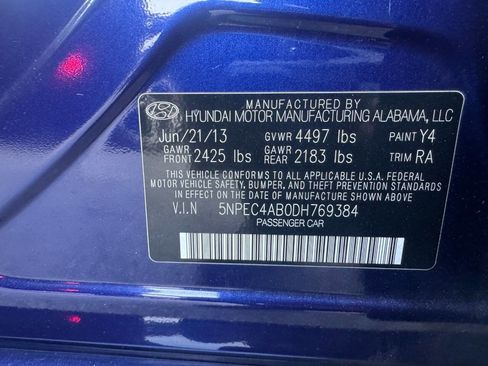 MANUFACTURED BY
HYUNDAI MOTOR MANUFACTURING ALABAMA, LLC
Jun/21/13 GVWR 4497 lbs PAINT Y4
GAWR FRONT 2425 lbs GAWR REAR 2183 lbs TRIM RA
THIS VEHICLE CONFORMS TO ALL APPLICABLE U.S.A. FEDERAL
MOTOR VEHICLE SAFETY, BUMPER, AND THEFT PREVENTION STANDARDS
IN EFFECT ON THE DATE OF MANUFACTURE SHOWN ABOVE
V.I.N 5NPEC4AB0DH769384
PASSENGER CAR